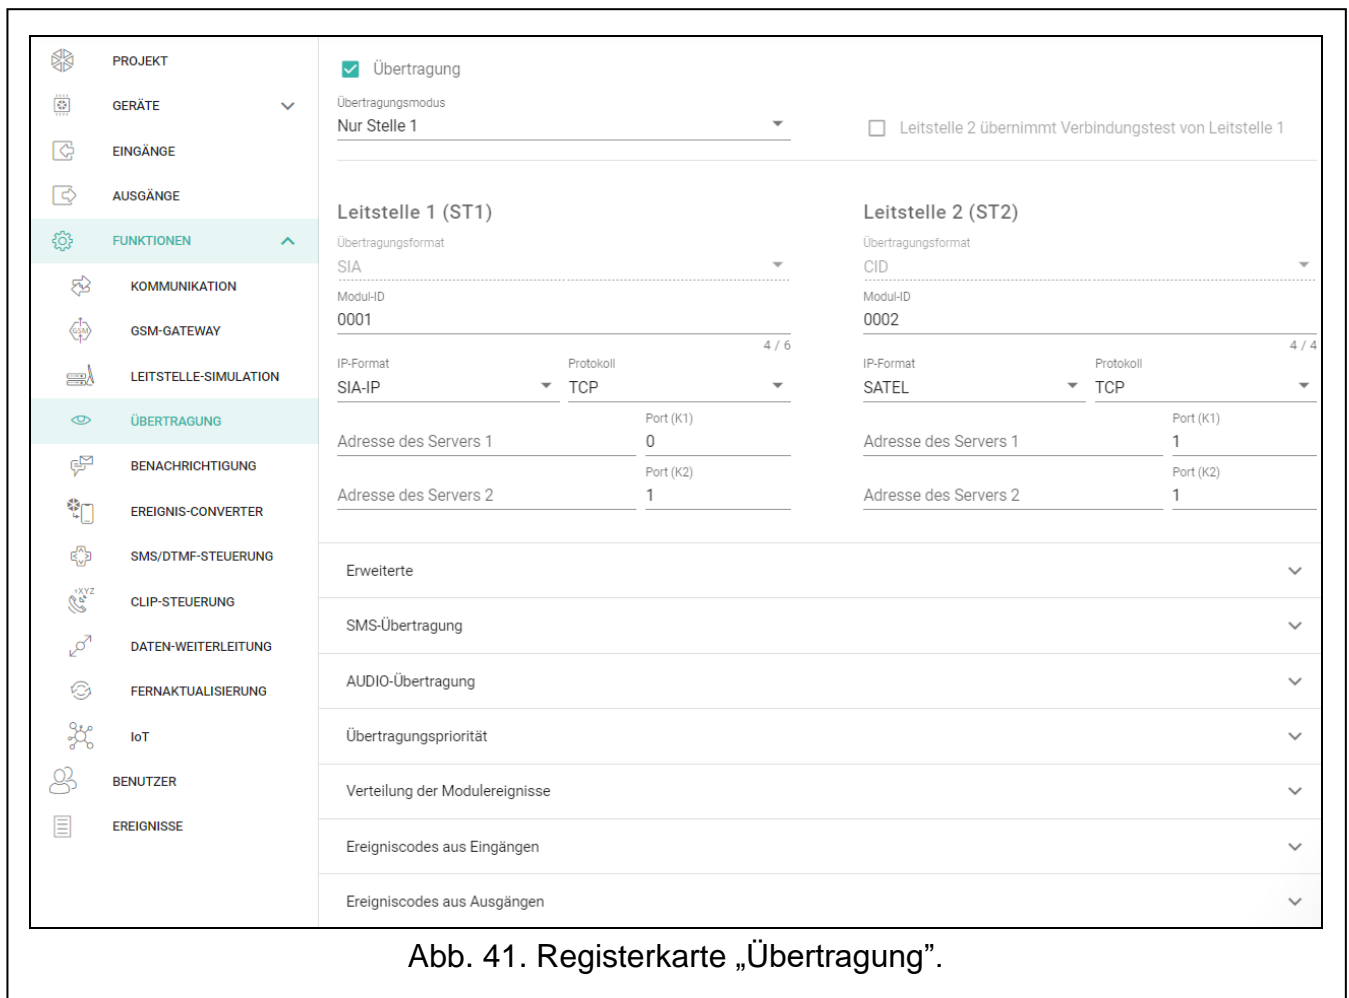 PROJEKT
GERÄTE
EINGÄNGE
AUSGÄNGE
FUNKTIONEN
KOMMUNIKATION
GSM
GSM-GATEWAY
LEITSTELLE-SIMULATION
ÜBERTRAGUNG
BENACHRICHTIGUNG
EREIGNIS-CONVERTER
SMS/DTMF-STEUERUNG
XYZ
CLIP-STEUERUNG
DATEN-WEITERLEITUNG
FERNAKTUALISIERUNG
IoT
BENUTZER
EREIGNISSE
Übertragung
Übertragungsmodus
Nur Stelle 1
Leitstelle 2 übernimmt Verbindungstest von Leitstelle 1
Leitstelle 1 (ST1)
Übertragungsformat
SIA
Modul-ID
0001
4 / 6
IP-Format Protokoll
SIA-IP TCP
Port (K1)
Adresse des Servers 1 0
Port (K2)
Adresse des Servers 2 1
Leitstelle 2 (ST2)
Übertragungsformat
CID
Modul-ID
0002
4 / 4
IP-Format Protokoll
SATEL TCP
Port (K1)
Adresse des Servers 1 1
Port (K2)
Adresse des Servers 2 1
Erweiterte
SMS-Übertragung
AUDIO-Übertragung
Übertragungspriorität
Verteilung der Modulereignisse
Ereigniscodes aus Eingängen
Ereigniscodes aus Ausgängen
Abb. 41. Registerkarte „Übertragung”.